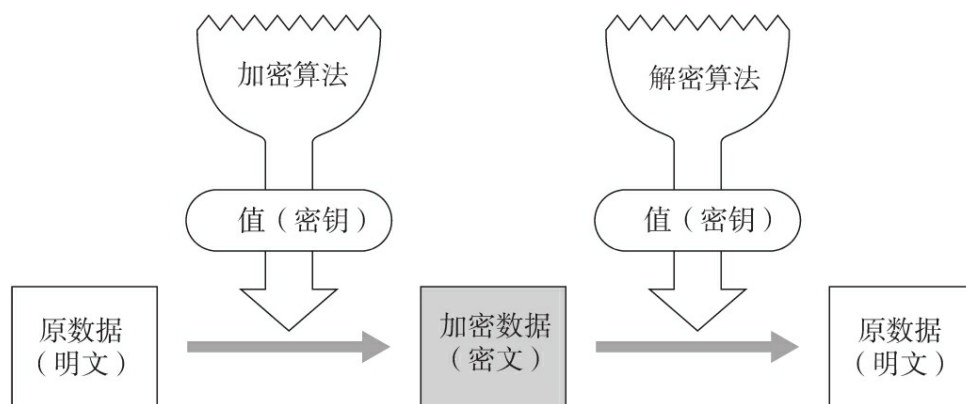 加密算法
解密算法
值（密钥）
值（密钥）
原数据
（明文）
加密数据
（密文）
原数据
（明文）